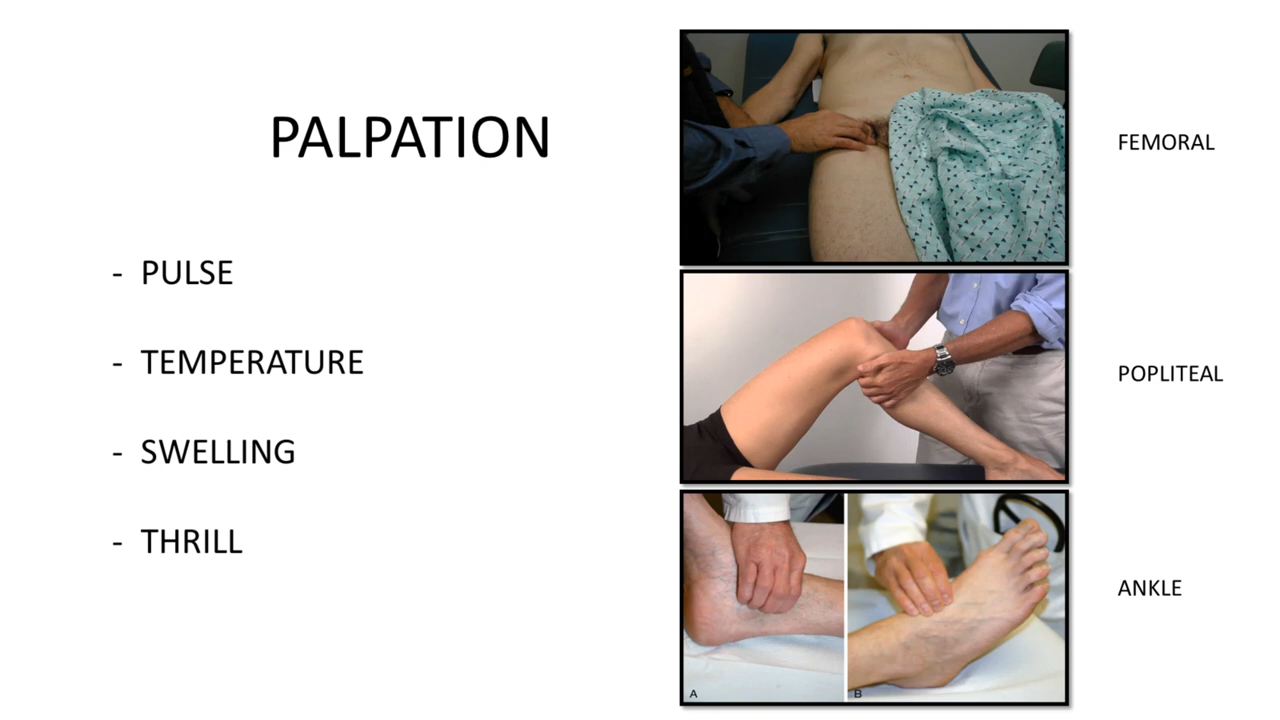 PALPATION
- PULSE
- TEMPERATURE
- SWELLING
- THRILL
FEMORAL
POPLITEAL
ANKLE
A
B